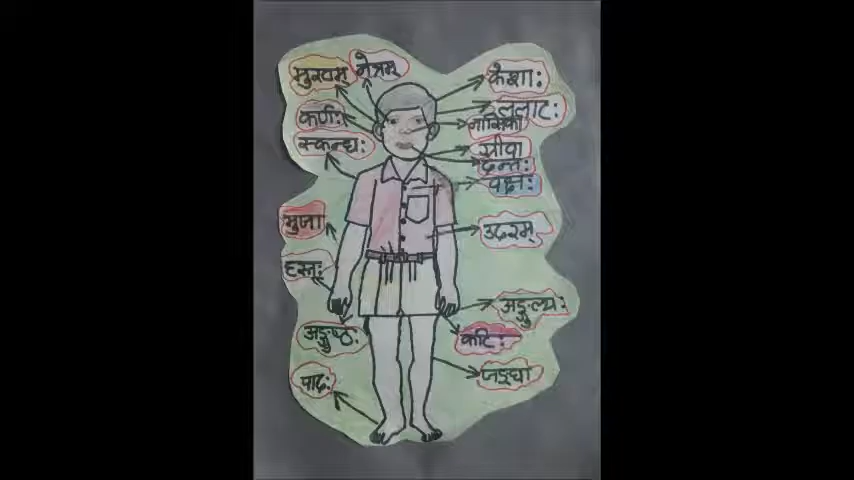 मुखम्
नेत्रम्
केशाः
ललाटः
कर्णः
नासिका
स्कन्धः
ग्रीवा
दन्तः
वक्षः
भुजा
उदरम्
हस्तः
अङ्गुल्यः
अङ्गुष्ठः
कटिः
जङ्घा
पादः